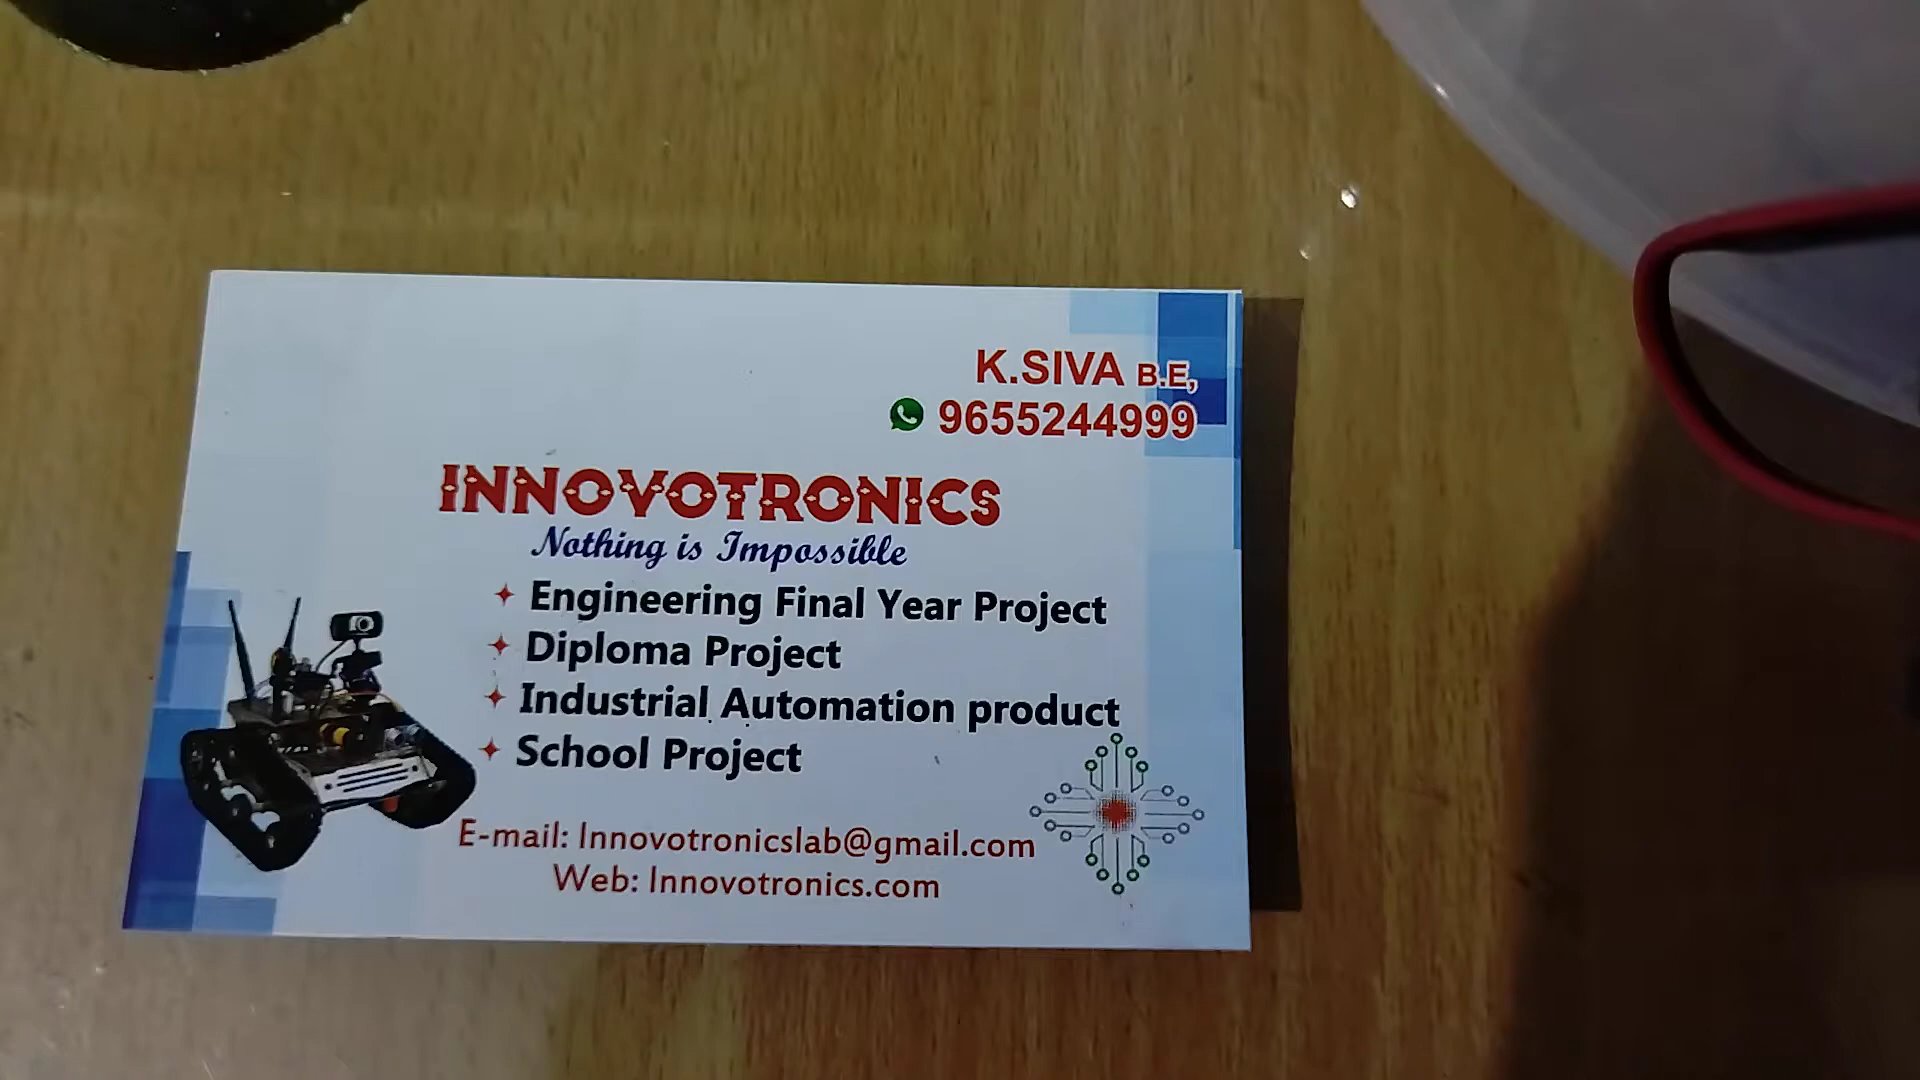 K.SIVA B.E,
9655244999
INNOVOTRONICS
Nothing is Impossible
Engineering Final Year Project
Diploma Project
Industrial Automation product
School Project
E-mail: Innovotronicslab@gmail.com
Web: Innovotronics.com